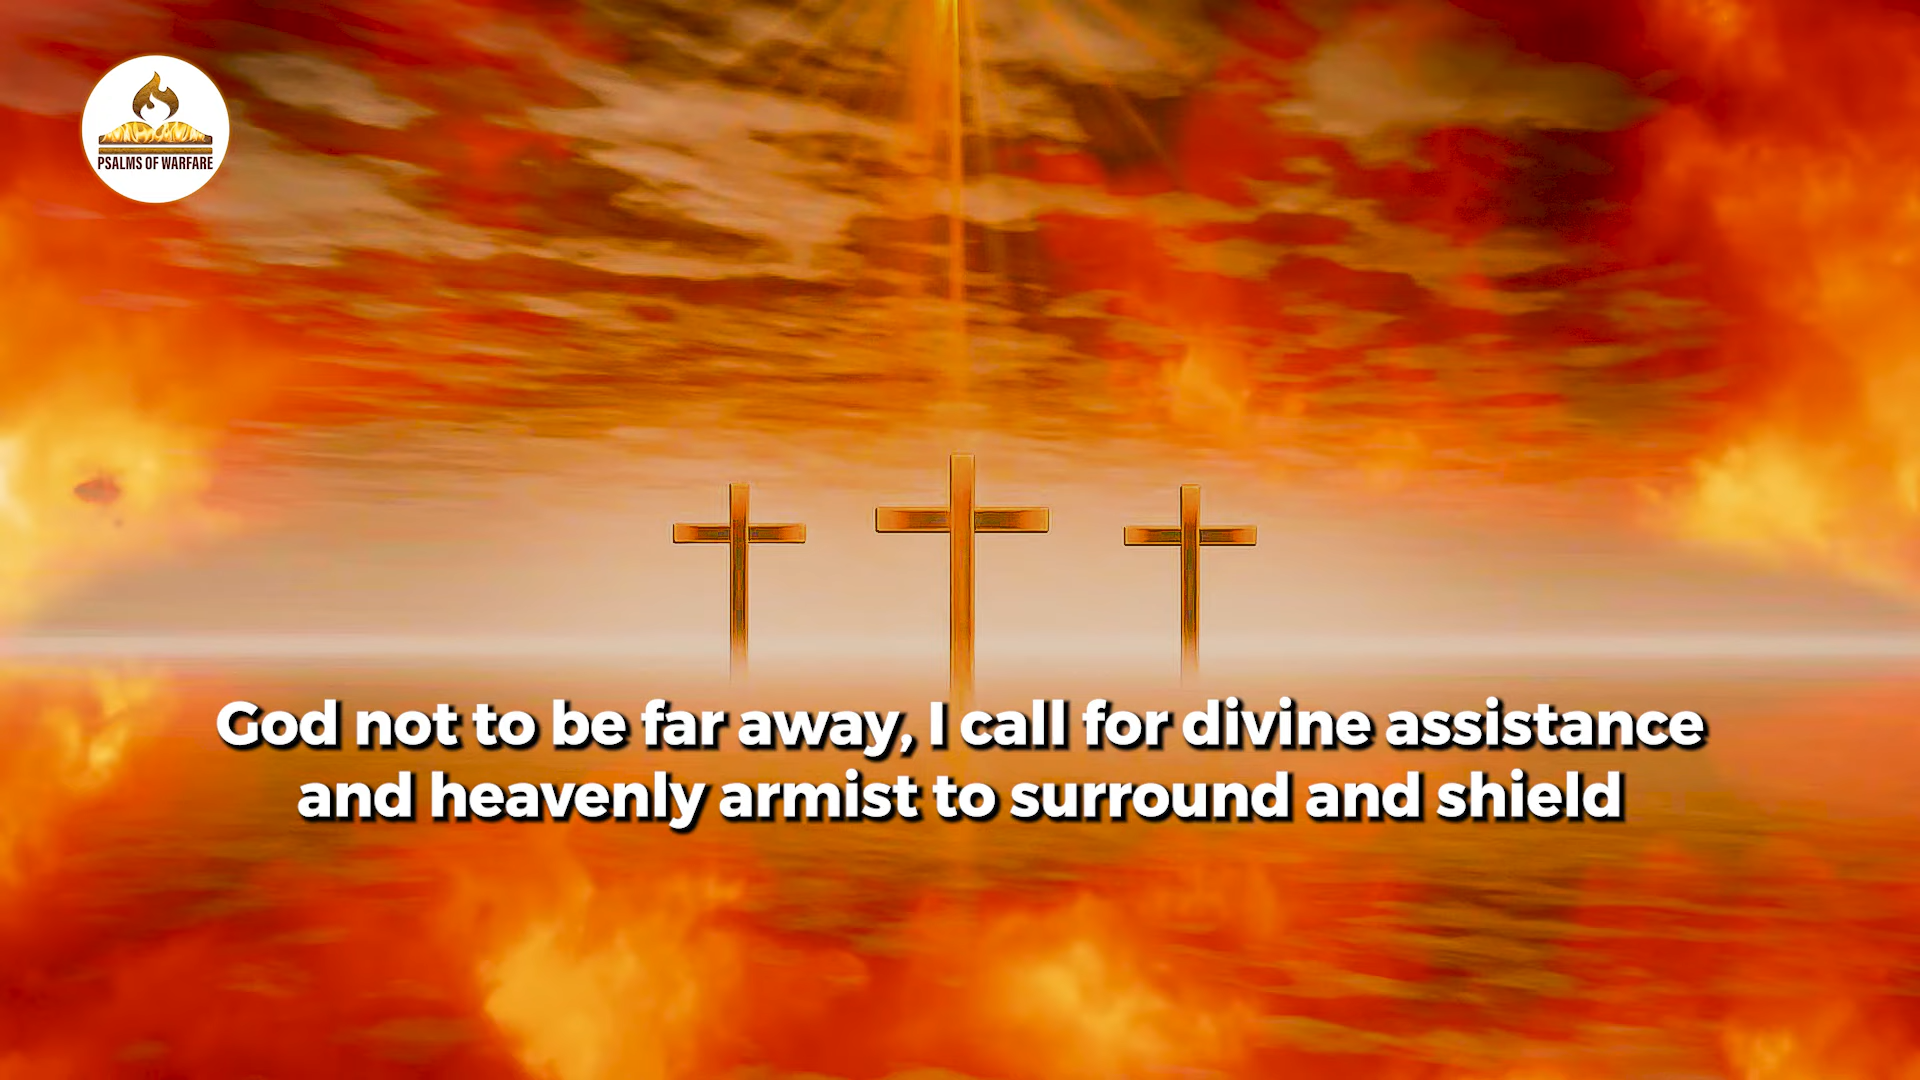 PSALMS OF WARFARE
God not to be far away, I call for divine assistance
and heavenly armist to surround and shield